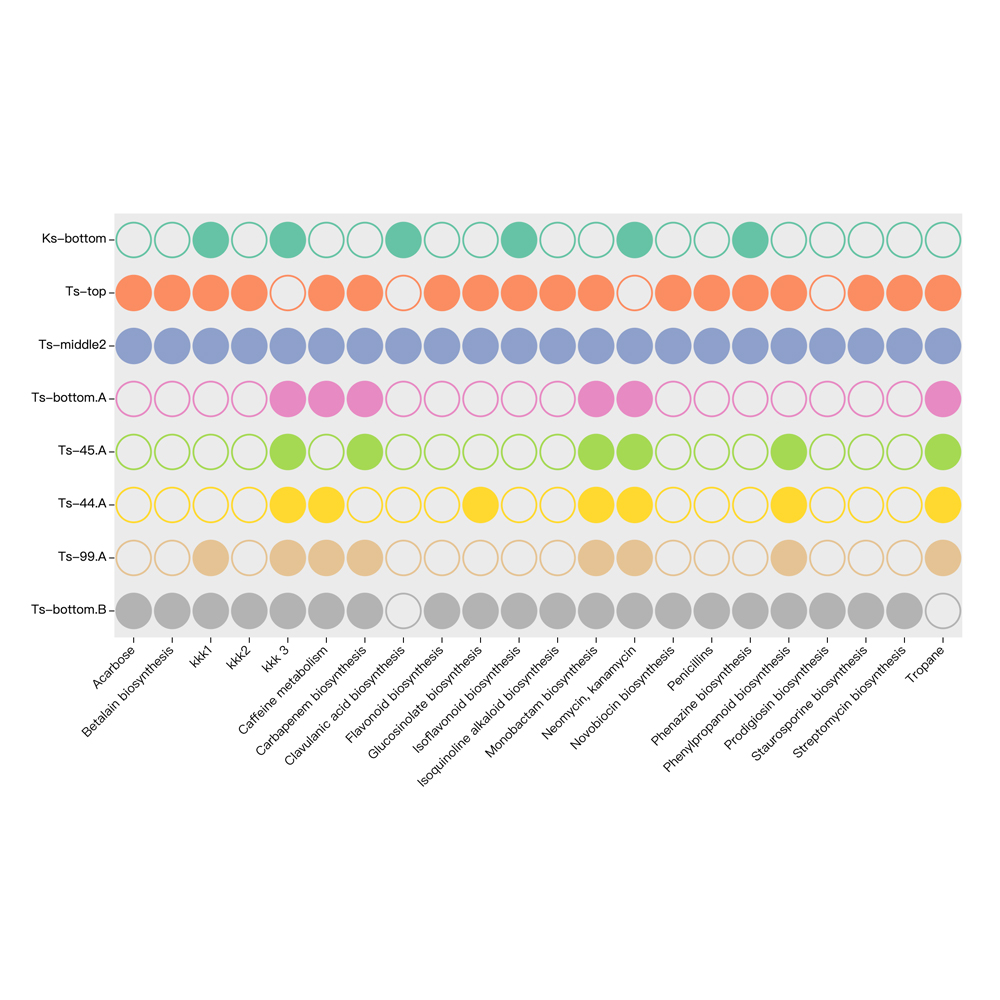 Ks-bottom
Ts-top
Ts-middle2
Ts-bottom.A
Ts-45.A
Ts-44.A
Ts-99.A
Ts-bottom.B
Acarbose
Betalain biosynthesis
kkk1
kkk2
kkk 3
Caffeine metabolism
Carbapenem biosynthesis
Clavulanic acid biosynthesis
Flavonoid biosynthesis
Glucosinolate biosynthesis
Isoflavonoid biosynthesis
Isoquinoline alkaloid biosynthesis
Monobactam biosynthesis
Neomycin, kanamycin
Novobiocin biosynthesis
Penicillins
Phenazine biosynthesis
Phenylpropanoid biosynthesis
Prodigiosin biosynthesis
Staurosporine biosynthesis
Streptomycin biosynthesis
Tropane